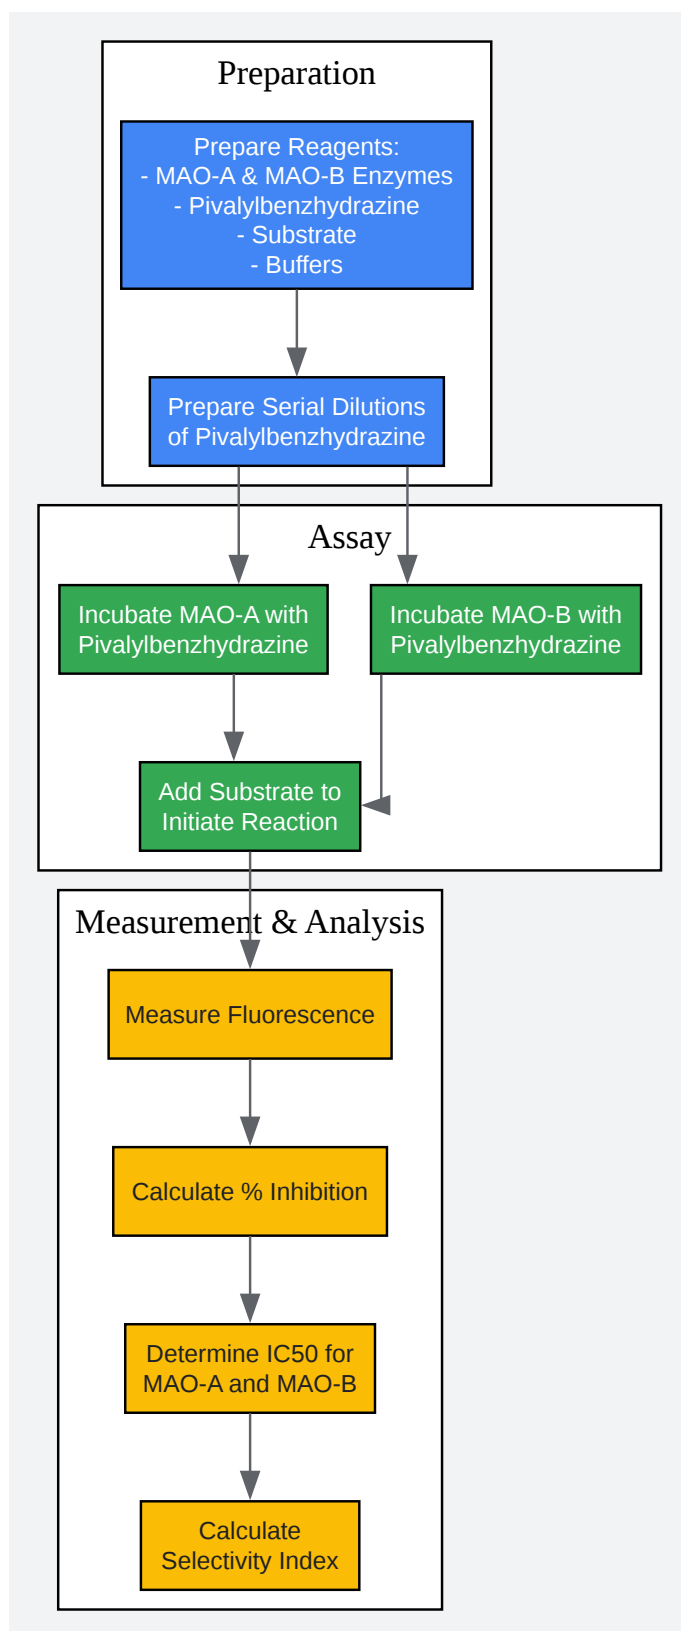 Preparation
Prepare Reagents:
- MAO-A & MAO-B Enzymes
- Pivalylbenzhydrazine
- Substrate
- Buffers
Prepare Serial Dilutions
of Pivalylbenzhydrazine
Assay
Incubate MAO-A with
Pivalylbenzhydrazine
Incubate MAO-B with
Pivalylbenzhydrazine
Add Substrate to
Initiate Reaction
Measurement & Analysis
Measure Fluorescence
Calculate % Inhibition
Determine IC50 for
MAO-A and MAO-B
Calculate
Selectivity Index